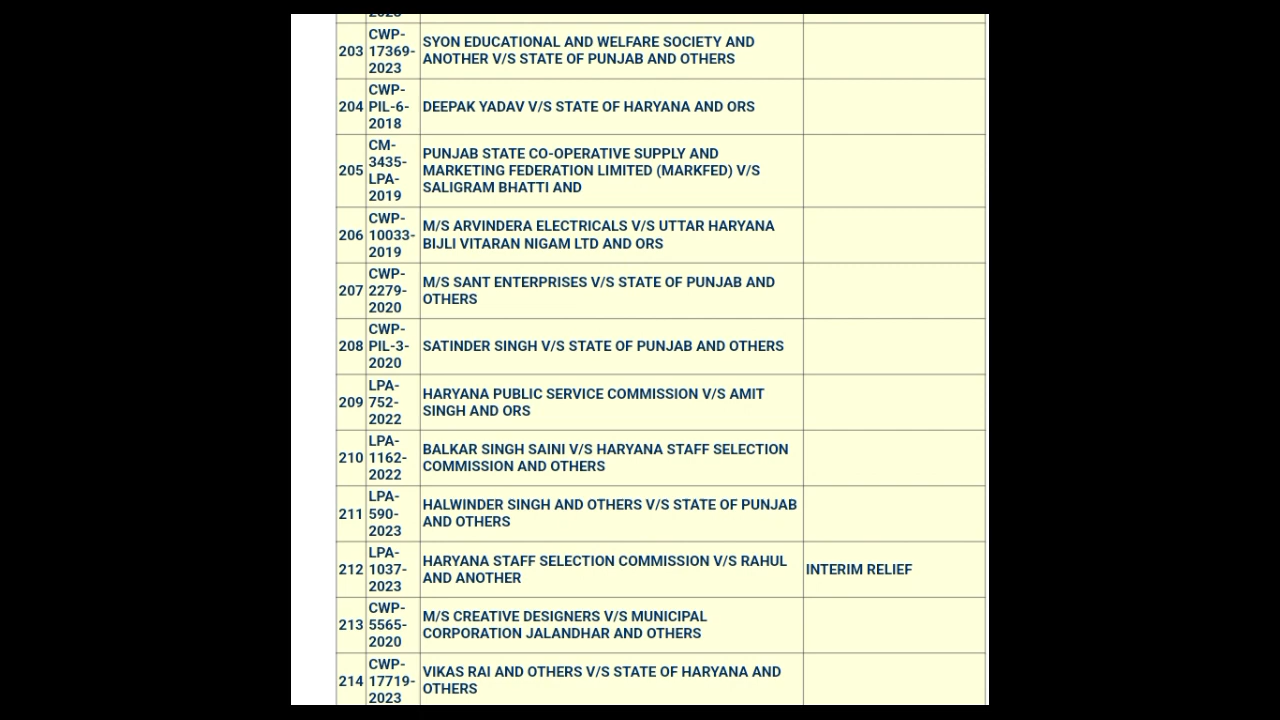 2023
203
CWP-
17369-
2023
SYON EDUCATIONAL AND WELFARE SOCIETY AND
ANOTHER V/S STATE OF PUNJAB AND OTHERS
204
CWP-
PIL-6-
2018
DEEPAK YADAV V/S STATE OF HARYANA AND ORS
205
CM-
3435-
LPA-
2019
PUNJAB STATE CO-OPERATIVE SUPPLY AND
MARKETING FEDERATION LIMITED (MARKFED) V/S
SALIGRAM BHATTI AND
206
CWP-
10033-
2019
M/S ARVINDERA ELECTRICALS V/S UTTAR HARYANA
BIJLI VITARAN NIGAM LTD AND ORS
207
CWP-
2279-
2020
M/S SANT ENTERPRISES V/S STATE OF PUNJAB AND
OTHERS
208
CWP-
PIL-3-
2020
SATINDER SINGH V/S STATE OF PUNJAB AND OTHERS
209
LPA-
752-
2022
HARYANA PUBLIC SERVICE COMMISSION V/S AMIT
SINGH AND ORS
210
LPA-
1162-
2022
BALKAR SINGH SAINI V/S HARYANA STAFF SELECTION
COMMISSION AND OTHERS
211
LPA-
590-
2023
HALWINDER SINGH AND OTHERS V/S STATE OF PUNJAB
AND OTHERS
212
LPA-
1037-
2023
HARYANA STAFF SELECTION COMMISSION V/S RAHUL
AND ANOTHER
INTERIM RELIEF
213
CWP-
5565-
2020
M/S CREATIVE DESIGNERS V/S MUNICIPAL
CORPORATION JALANDHAR AND OTHERS
214
CWP-
17719-
2023
VIKAS RAI AND OTHERS V/S STATE OF HARYANA AND
OTHERS